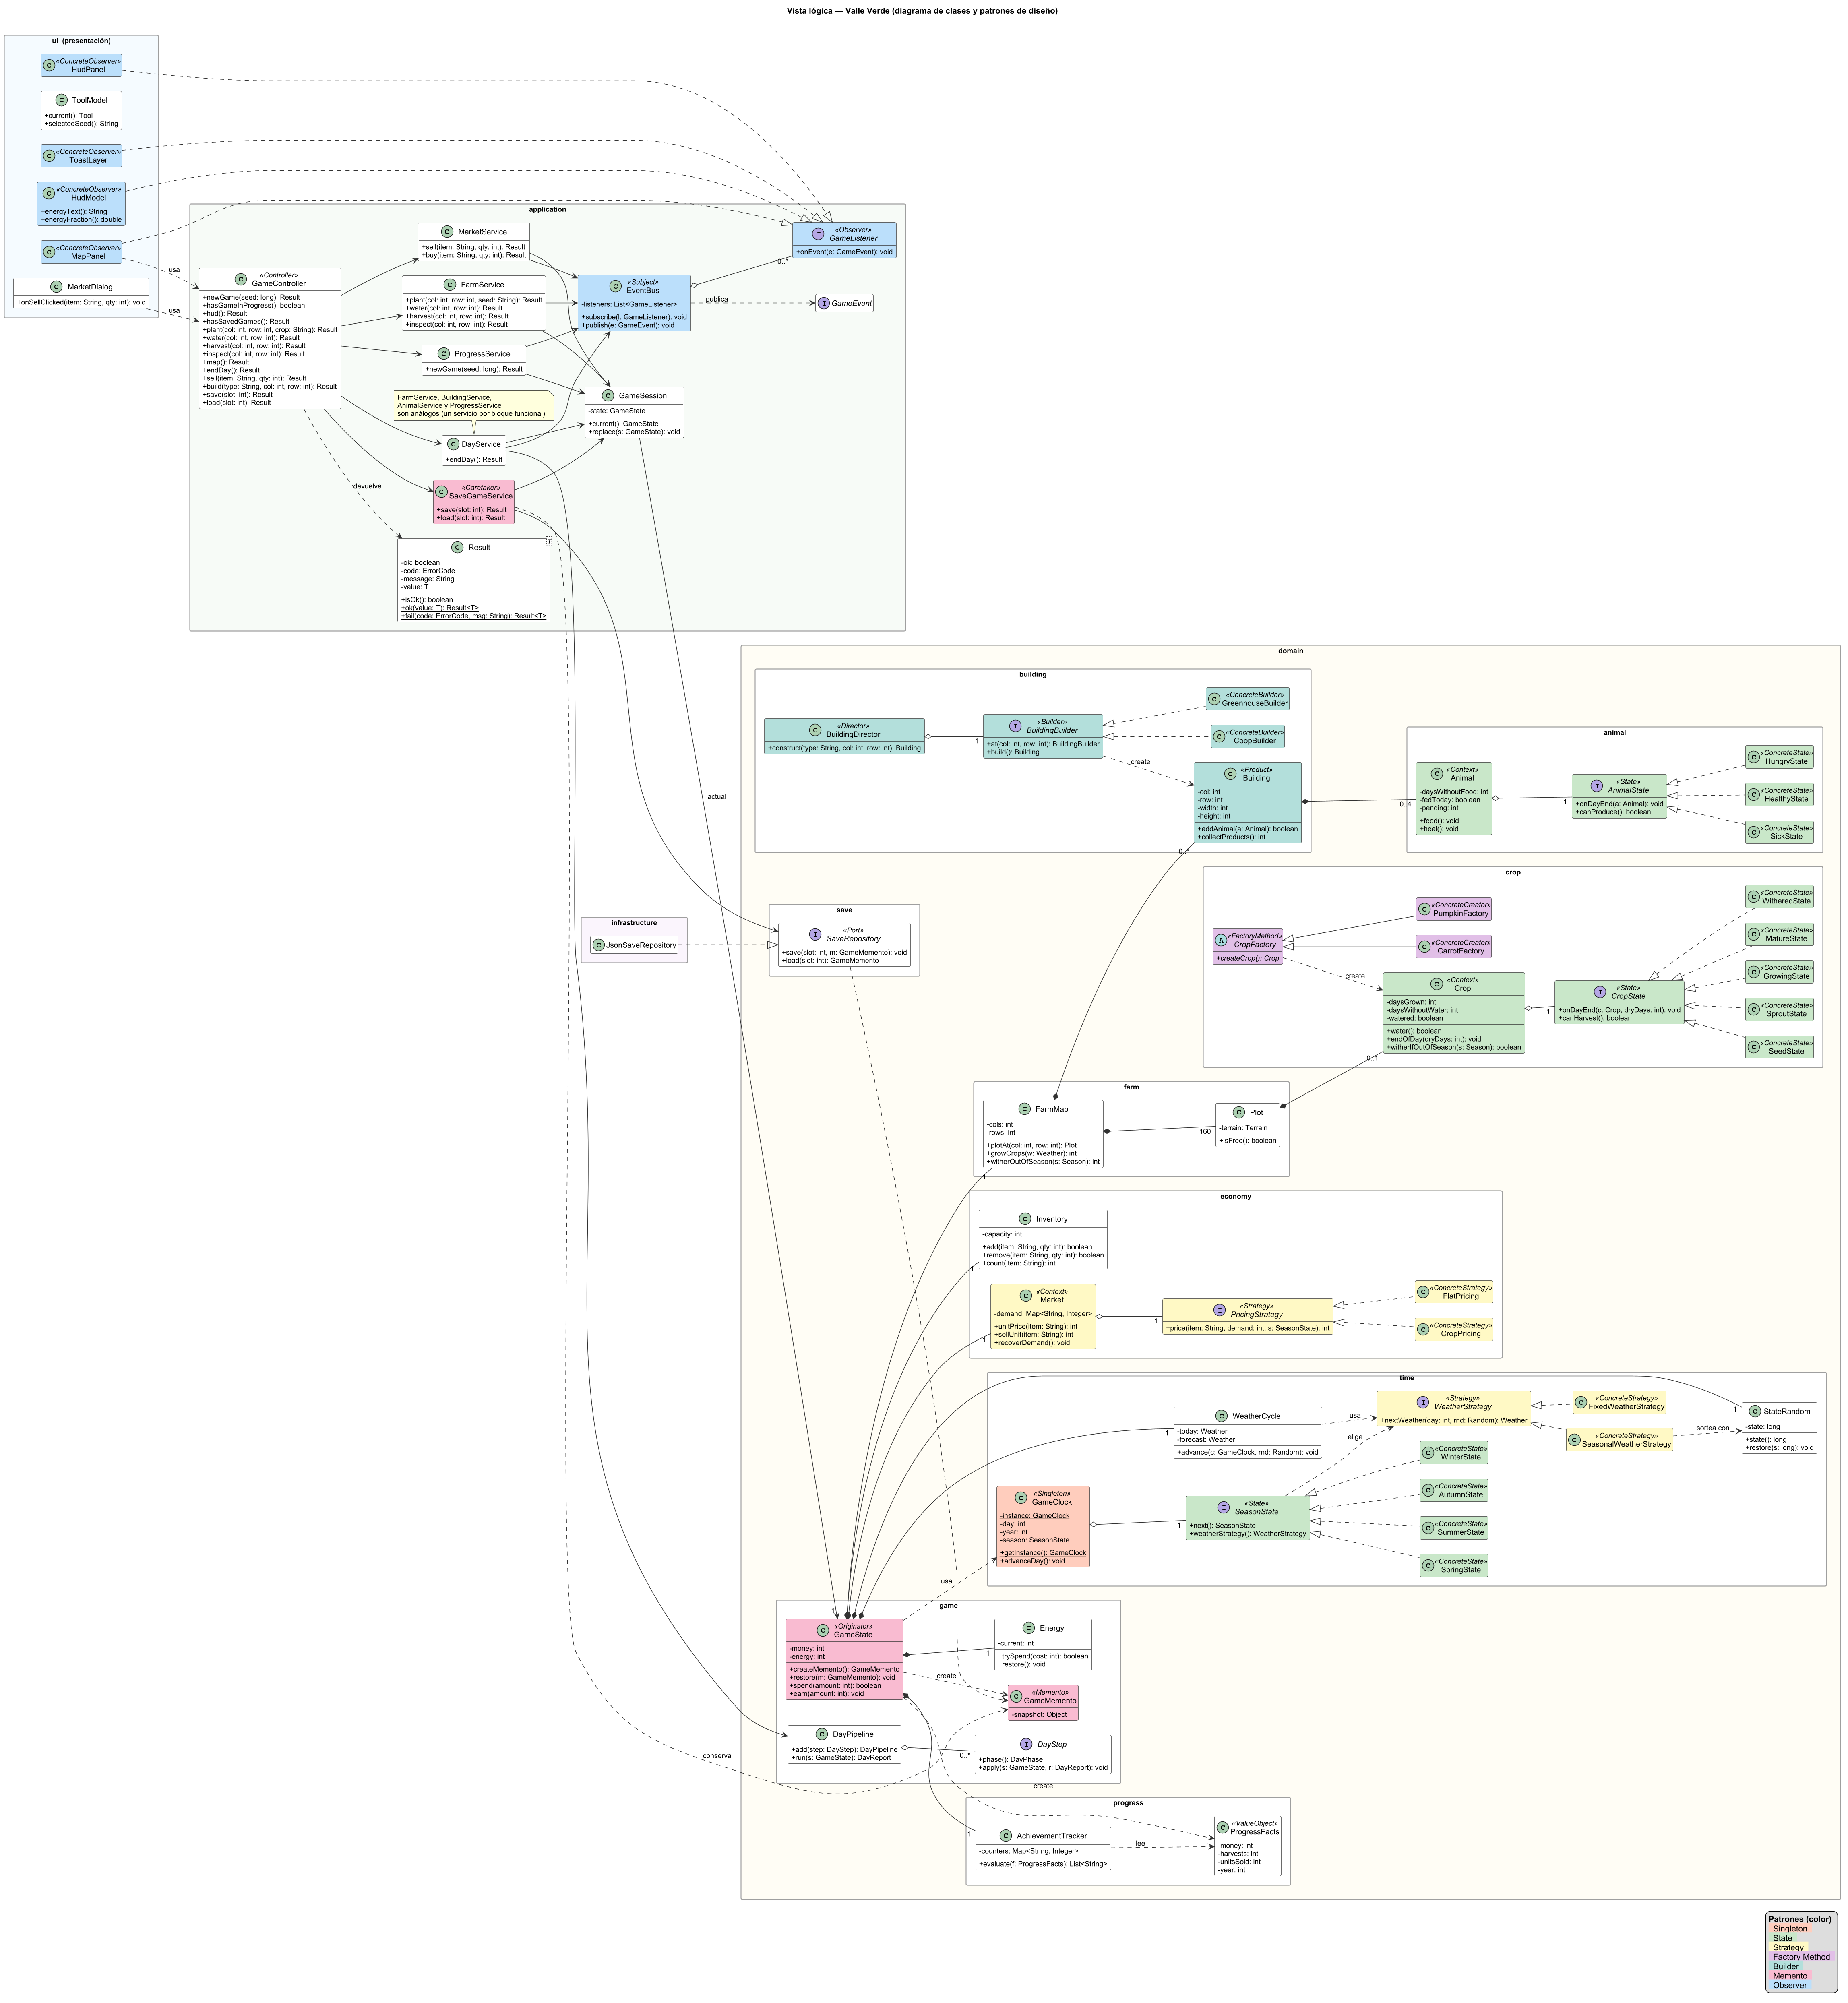 Vista lógica — Valle Verde (diagrama de clases y patrones de diseño)
ui  (presentación)
C «ConcreteObserver»
HudPanel
C ToolModel
+current(): Tool
+selectedSeed(): String
C «ConcreteObserver»
ToastLayer
C «ConcreteObserver»
HudModel
+energyText(): String
+energyFraction(): double
C «ConcreteObserver»
MapPanel
C MarketDialog
+onSellClicked(item: String, qty: int): void
usa
usa
application
C «Controller»
GameController
+newGame(seed: long): Result
+hasGameInProgress(): boolean
+hud(): Result
+hasSavedGames(): Result
+plant(col: int, row: int, crop: String): Result
+water(col: int, row: int): Result
+harvest(col: int, row: int): Result
+inspect(col: int, row: int): Result
+map(): Result
+endDay(): Result
+sell(item: String, qty: int): Result
+build(type: String, col: int, row: int): Result
+save(slot: int): Result
+load(slot: int): Result
C MarketService
+sell(item: String, qty: int): Result
+buy(item: String, qty: int): Result
C FarmService
+plant(col: int, row: int, seed: String): Result
+water(col: int, row: int): Result
+harvest(col: int, row: int): Result
+inspect(col: int, row: int): Result
C ProgressService
+newGame(seed: long): Result
FarmService, BuildingService,
AnimalService y ProgressService
son análogos (un servicio por bloque funcional)
C DayService
+endDay(): Result
C «Caretaker»
SaveGameService
+save(slot: int): Result
+load(slot: int): Result
devuelve
C Result T
-ok: boolean
-code: ErrorCode
-message: String
-value: T
+isOk(): boolean
+ok(value: T): Result<T>
+fail(code: ErrorCode, msg: String): Result<T>
C «Subject»
EventBus
-listeners: List<GameListener>
+subscribe(l: GameListener): void
+publish(e: GameEvent): void
C GameSession
-state: GameState
+current(): GameState
+replace(s: GameState): void
I «Observer»
GameListener
+onEvent(e: GameEvent): void
0..*
publica
I GameEvent
actual
domain
building
C «Director»
BuildingDirector
+construct(type: String, col: int, row: int): Building
1
I «Builder»
BuildingBuilder
+at(col: int, row: int): BuildingBuilder
+build(): Building
C «ConcreteBuilder»
GreenhouseBuilder
C «ConcreteBuilder»
CoopBuilder
create
C «Product»
Building
-col: int
-row: int
-width: int
-height: int
+addAnimal(a: Animal): boolean
+collectProducts(): int
0..*
0..4
animal
C «Context»
Animal
-daysWithoutFood: int
-fedToday: boolean
-pending: int
+feed(): void
+heal(): void
1
I «State»
AnimalState
+onDayEnd(a: Animal): void
+canProduce(): boolean
C «ConcreteState»
HungryState
C «ConcreteState»
HealthyState
C «ConcreteState»
SickState
crop
A «FactoryMethod»
CropFactory
+createCrop(): Crop
C «ConcreteCreator»
PumpkinFactory
C «ConcreteCreator»
CarrotFactory
create
C «Context»
Crop
-daysGrown: int
-daysWithoutWater: int
-watered: boolean
+water(): boolean
+endOfDay(dryDays: int): void
+witherIfOutOfSeason(s: Season): boolean
0..1
1
I «State»
CropState
+onDayEnd(c: Crop, dryDays: int): void
+canHarvest(): boolean
C «ConcreteState»
WitheredState
C «ConcreteState»
MatureState
C «ConcreteState»
GrowingState
C «ConcreteState»
SproutState
C «ConcreteState»
SeedState
infrastructure
C JsonSaveRepository
save
I «Port»
SaveRepository
+save(slot: int, m: GameMemento): void
+load(slot: int): GameMemento
farm
C FarmMap
-cols: int
-rows: int
+plotAt(col: int, row: int): Plot
+growCrops(w: Weather): int
+witherOutOfSeason(s: Season): int
1
160
C Plot
-terrain: Terrain
+isFree(): boolean
economy
C Inventory
-capacity: int
+add(item: String, qty: int): boolean
+remove(item: String, qty: int): boolean
+count(item: String): int
1
C «Context»
Market
-demand: Map<String, Integer>
+unitPrice(item: String): int
+sellUnit(item: String): int
+recoverDemand(): void
1
1
I «Strategy»
PricingStrategy
+price(item: String, demand: int, s: SeasonState): int
C «ConcreteStrategy»
FlatPricing
C «ConcreteStrategy»
CropPricing
time
C WeatherCycle
-today: Weather
-forecast: Weather
+advance(c: GameClock, rnd: Random): void
1
usa
elige
I «Strategy»
WeatherStrategy
+nextWeather(day: int, rnd: Random): Weather
C «ConcreteStrategy»
FixedWeatherStrategy
C «ConcreteStrategy»
SeasonalWeatherStrategy
sortea con
1
C StateRandom
-state: long
+state(): long
+restore(s: long): void
C «Singleton»
GameClock
-instance: GameClock
-day: int
-year: int
-season: SeasonState
+getInstance(): GameClock
+advanceDay(): void
1
I «State»
SeasonState
+next(): SeasonState
+weatherStrategy(): WeatherStrategy
C «ConcreteState»
WinterState
C «ConcreteState»
AutumnState
C «ConcreteState»
SummerState
C «ConcreteState»
SpringState
usa
game
1
C «Originator»
GameState
-money: int
-energy: int
+createMemento(): GameMemento
+restore(m: GameMemento): void
+spend(amount: int): boolean
+earn(amount: int): void
1
C Energy
-current: int
+trySpend(cost: int): boolean
+restore(): void
create
C «Memento»
GameMemento
-snapshot: Object
C DayPipeline
+add(step: DayStep): DayPipeline
+run(s: GameState): DayReport
0..*
I DayStep
+phase(): DayPhase
+apply(s: GameState, r: DayReport): void
conserva
create
progress
1
C AchievementTracker
-counters: Map<String, Integer>
+evaluate(f: ProgressFacts): List<String>
lee
C «ValueObject»
ProgressFacts
-money: int
-harvests: int
-unitsSold: int
-year: int
Patrones (color)
Singleton
State
Strategy
Factory Method
Builder
Memento
Observer